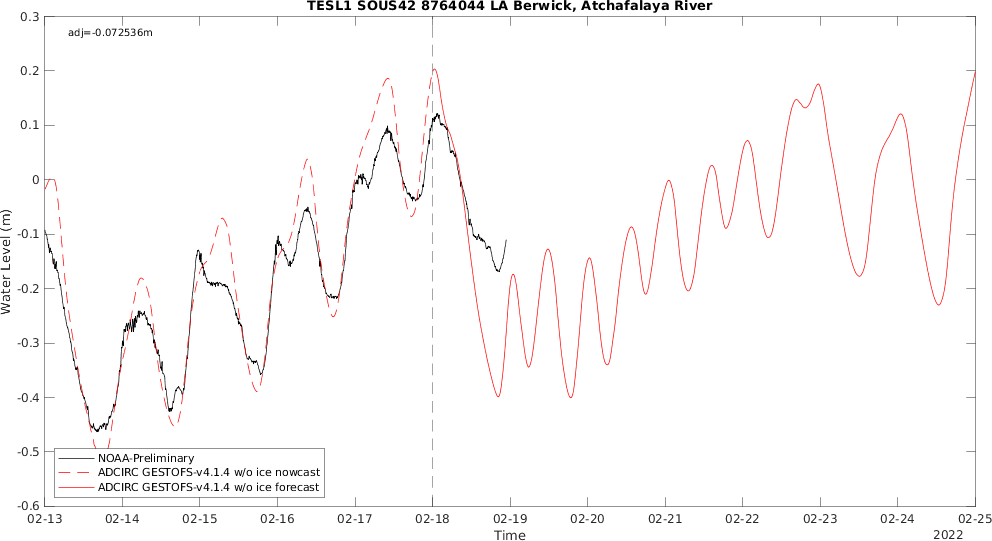 TESL1 SOUS42 8764044 LA Berwick, Atchafalaya River
adj=-0.072536m
0.3
0.2
0.1
0
-0.1
-0.2
-0.3
-0.4
-0.5
-0.6
Water Level (m)
NOAA-Preliminary
ADCIRC GESTOFS-v4.1.4 w/o ice nowcast
ADCIRC GESTOFS-v4.1.4 w/o ice forecast
02-13 02-14 02-15 02-16 02-17 02-18 02-19 02-20 02-21 02-22 02-23 02-24 02-25
Time
2022